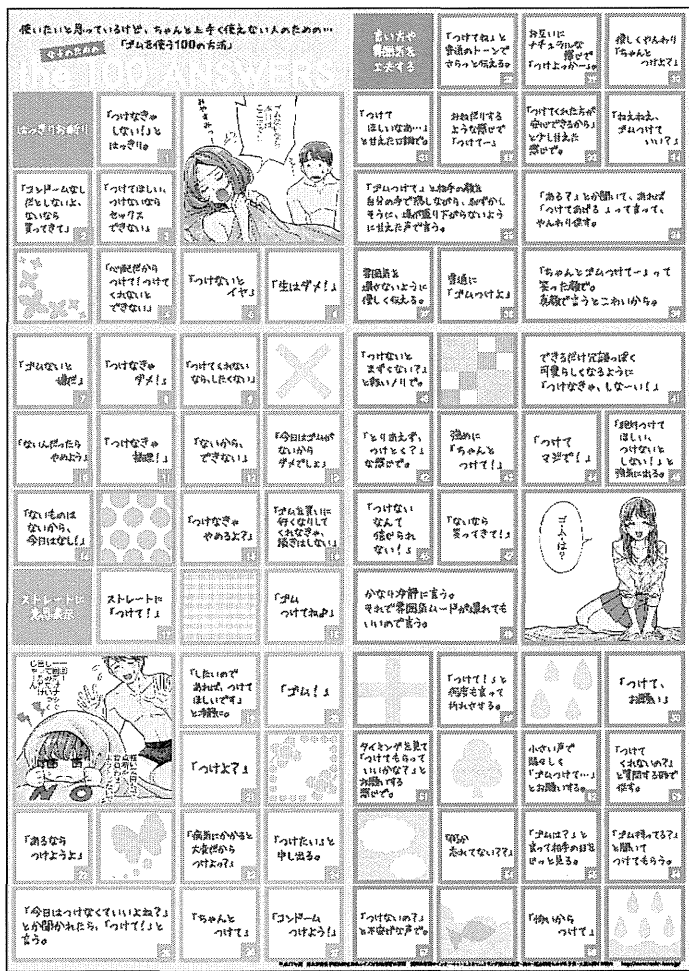 使いたいと思っているけど、ちゃんと上手く使えない人のための…
「ゴムを使う100の方法」
the 100 ANSWERS
はっきりお断り
「つけなきゃ
しない!」と
はっきり。
「コンドームなし
だとしないよ、
ないなら
買ってきて」
「つけてほしい、
つけないなら
セックス
できない」
「心配だから
つけて!つけて
くれないと
できない」
「つけないと
イヤ」
「生はダメ!」
「ゴムないと
嫌だ」
「つけなきゃ
ダメ!」
「つけてくれない
なら、したくない」
「ないんだったら
やめよう」
「つけなきゃ
無理!」
「ないから、
できない」
「今日はゴムが
ないから
ダメでしょ」
「ないものは
ないから、
今日はなし!」
「つけなきゃ
やめるよ?」
「ゴムを買いに
行くなりして
くれなきゃ、
続きはしない」
ストレートに
ストレートに
「つけて!」
「ゴム
つけてね♪」
「したいので
あれば、つけて
ほしいです」
と冷静に。
「ゴム!」
「つけよ?」
NO
「あるなら
つけようよ」
「病気にかかると
大変だから
つけよっ?」
「つけたい」と
申し出る。
「今日はつけなくていいよね?」
とか聞かれたら、「つけて!」と
言う。
「ちゃんと
つけて」
「コンドーム
つけよう!」
言い方や
雰囲気を
工夫する
「つけてね」と
普通のトーンで
さらっと伝える。
お互いに
ナチュラルな
感じで
「つけよっかー」。
優しくやんわり
「ちゃんと
つけよ?」
「つけて
ほしいなあ…」
と甘えた口調で。
おねだりする
ような感じで
「つけてー」
「つけてくれた方が
安心できるから」
と少し甘えた
感じで。
「ねえねえ、
ゴムつけて
いい?」
「ゴムつけて」と相手の顔を
自分の手で隠しながら、恥ずかし
そうに、場が盛り下がらないよう
に甘えた声で言う。
「ある?」とか聞いて、あれば
「つけてあげる」って言って、
やんわり促す。
雰囲気を
壊さないように
優しく伝える。
普通に
「ゴムつけよ」
「ちゃんとゴムつけてー」って
笑った顔で。
真顔で言うとこわいから。
「つけないと
まずくない?」
と軽いノリで。
できるだけ冗談っぽく
可愛らしくなるように
「つけなきゃ、しなーい!」
「とりあえず、
つけとく?」
な感じで。
強めに
「ちゃんと
つけて!」
「つけて
マジで!」
「絶対つけて
ほしい、
つけないと
しない!」と
強気に出る。
「つけない
なんて
信じられ
ない!」
「ないなら
買ってきて!」
ゴムは?
かなり冷静に言う。
それで雰囲気ムードが壊れても
いいので言う。
「つけて!」と
何度も言って
折れさせる。
「つけて、
お願い」
タイミングを見て
「つけてもらって
いいかな?」と
お願いする
感じで。
小さい声で
弱々しく
「ゴムつけて…」
とお願いする。
「つけて
くれないの?」
と質問する形で
促す。
「何か
忘れてない??」
「ゴムは?」と
言って相手の目を
じっと見る。
「ゴム持ってる?」
と聞いて
つけてもらう。
「つけないの?」
と不安げな声で。
「怖いから
つけて」